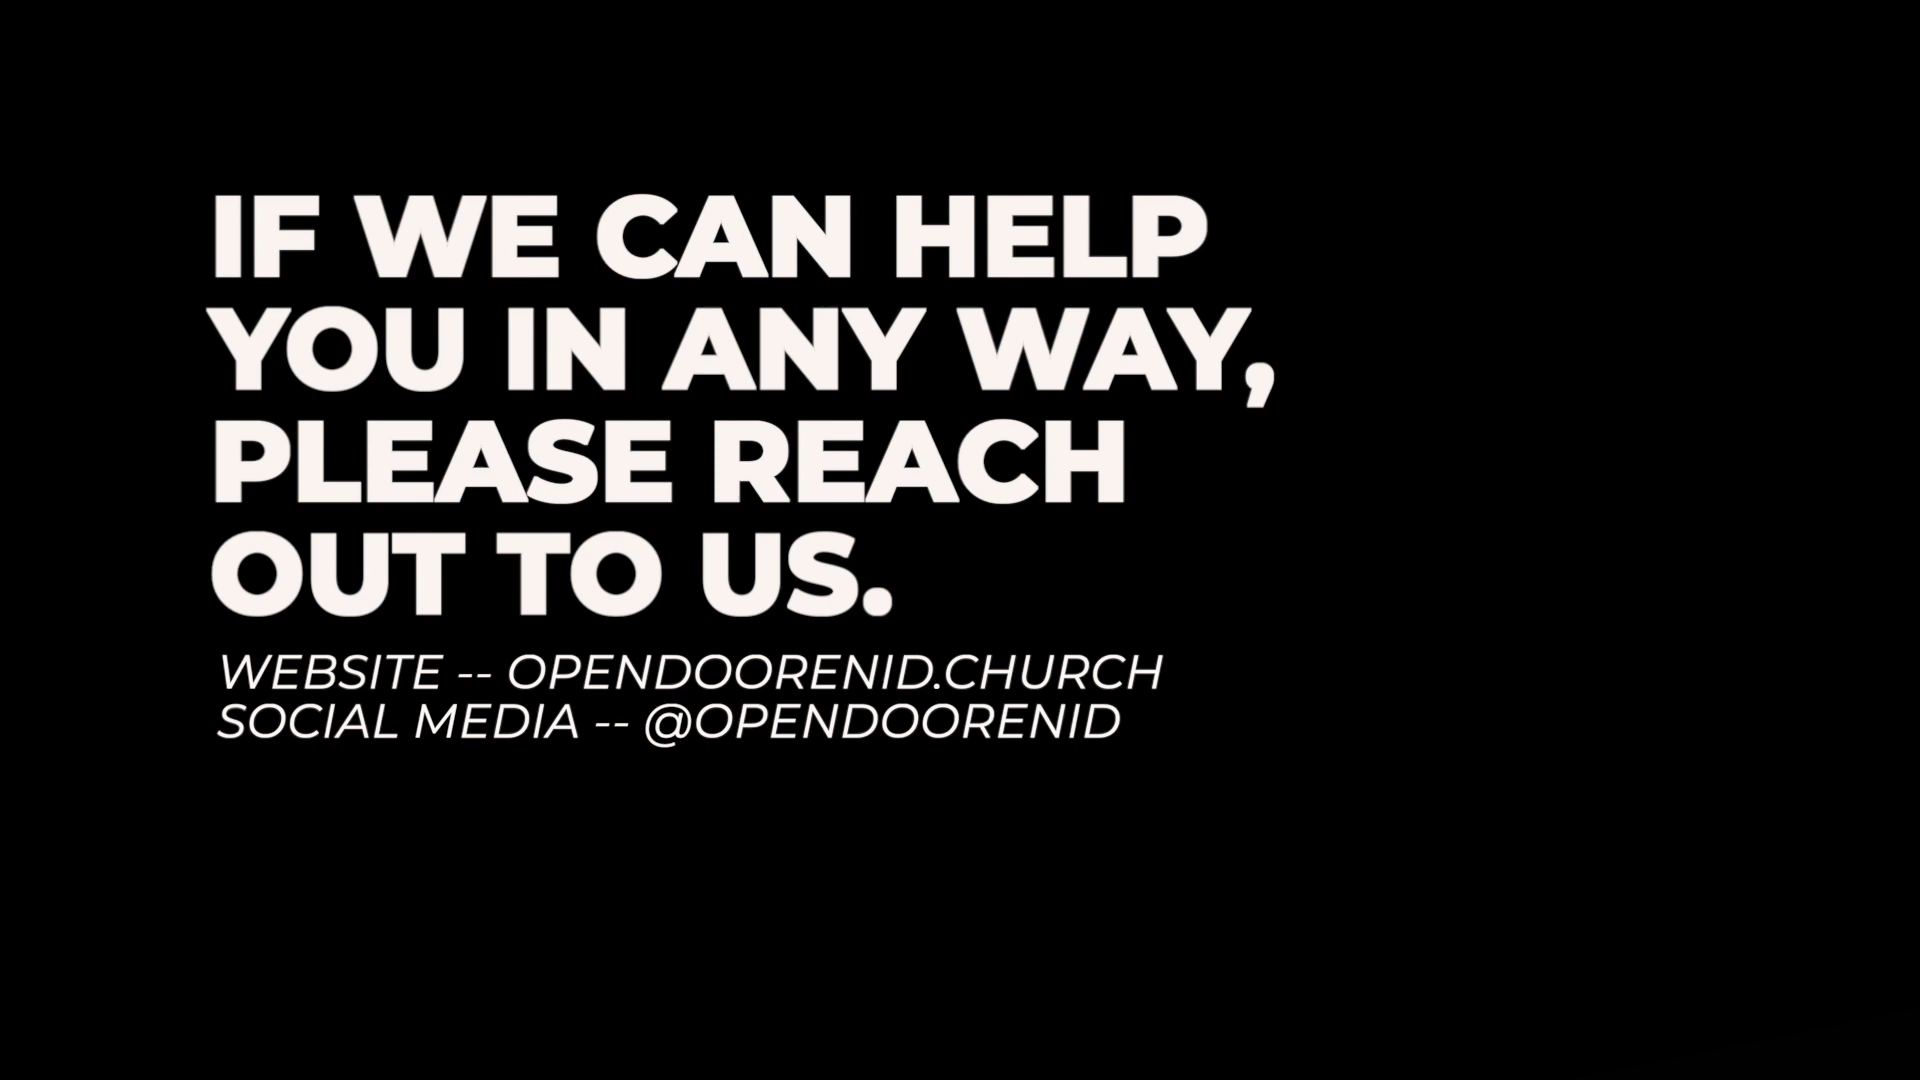 IF WE CAN HELP
YOU IN ANY WAY,
PLEASE REACH
OUT TO US.
WEBSITE -- OPENDOORENID.CHURCH
SOCIAL MEDIA -- @OPENDOORENID